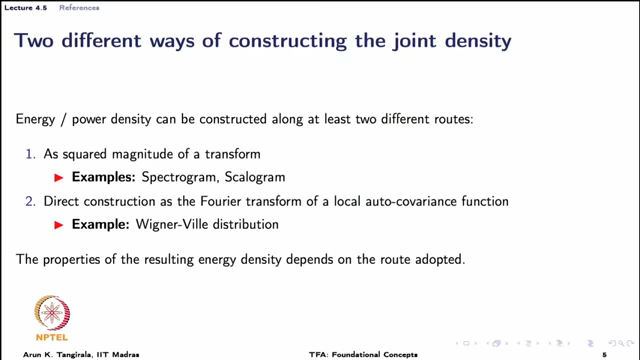 Lecture 4.5 References
Two different ways of constructing the joint density
Energy / power density can be constructed along at least two different routes:
1. As squared magnitude of a transform
Examples: Spectrogram, Scalogram
2. Direct construction as the Fourier transform of a local auto-covariance function
Example: Wigner-Ville distribution
The properties of the resulting energy density depends on the route adopted.
NPTEL
Arun K. Tangirala, IIT Madras TFA: Foundational Concepts 5